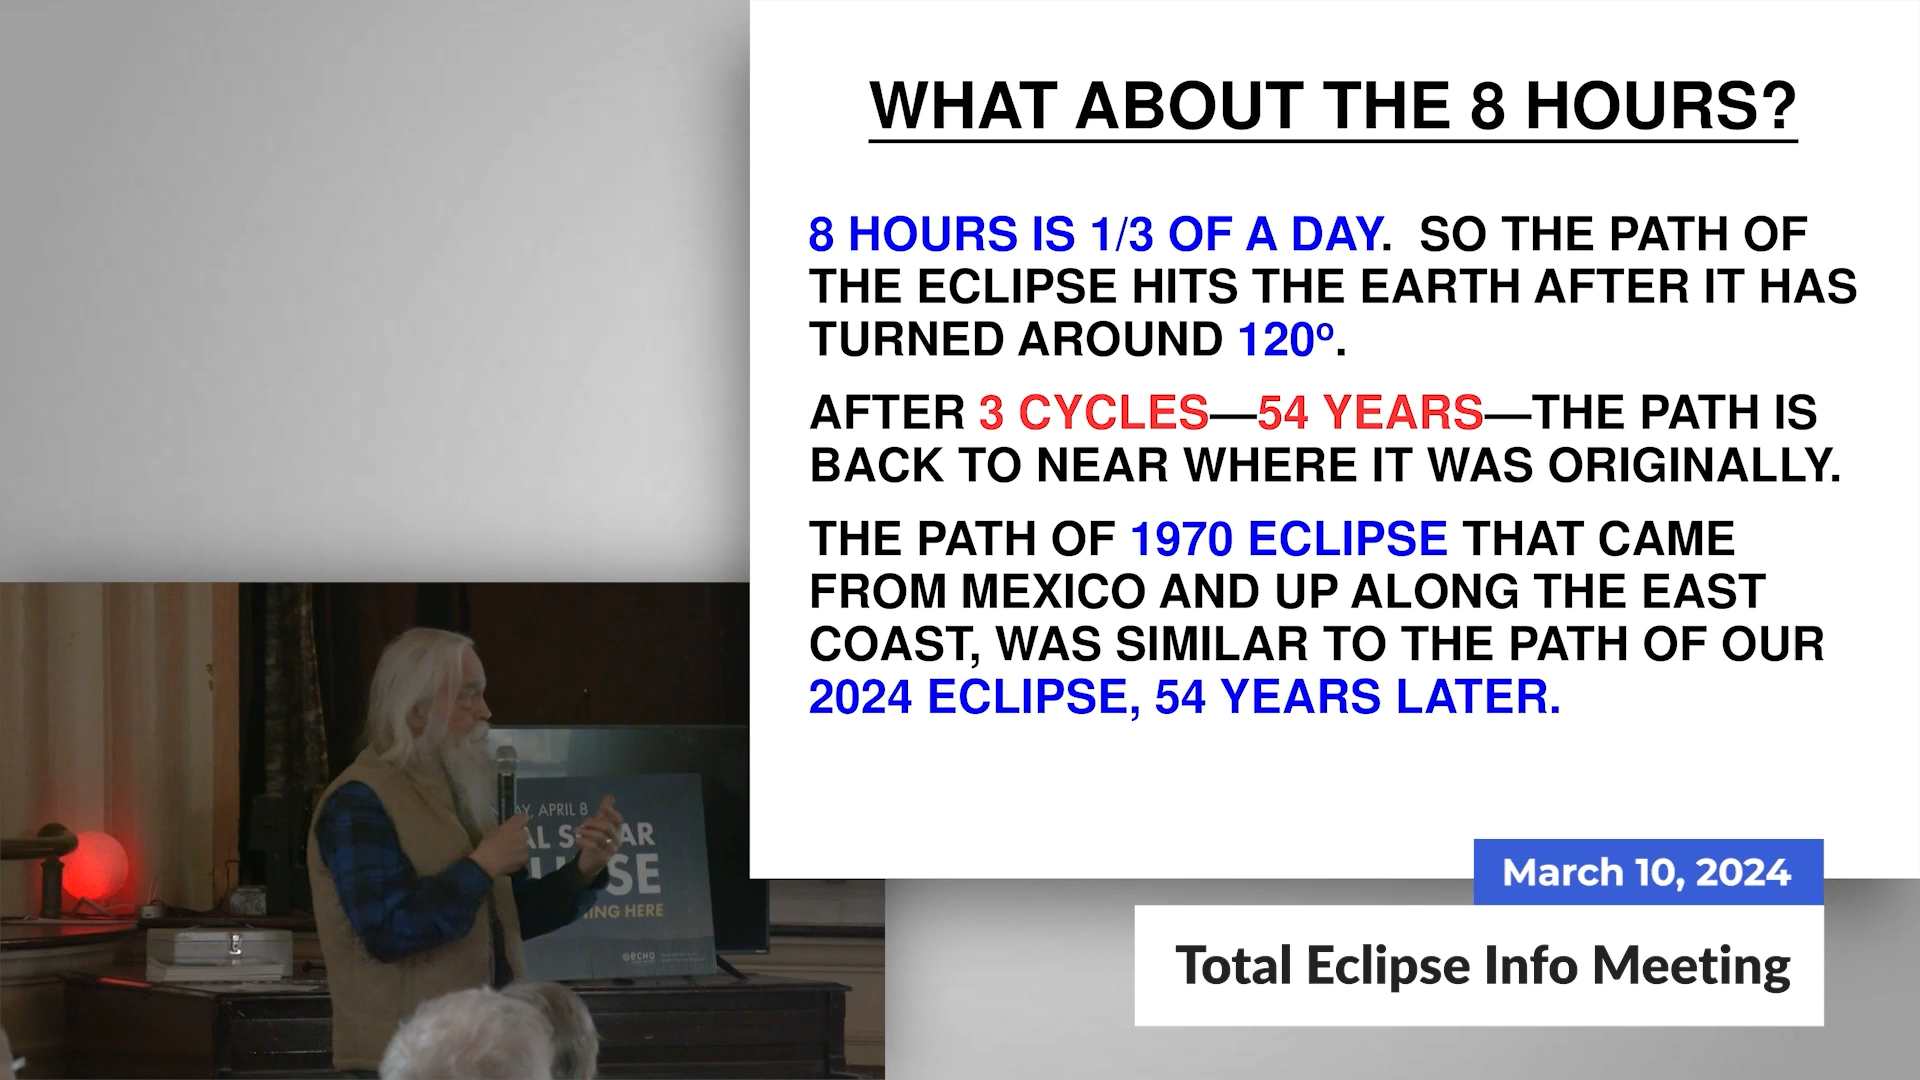 WHAT ABOUT THE 8 HOURS?
8 HOURS IS 1/3 OF A DAY. SO THE PATH OF
THE ECLIPSE HITS THE EARTH AFTER IT HAS
TURNED AROUND 120º.
AFTER 3 CYCLES—54 YEARS—THE PATH IS
BACK TO NEAR WHERE IT WAS ORIGINALLY.
THE PATH OF 1970 ECLIPSE THAT CAME
FROM MEXICO AND UP ALONG THE EAST
COAST, WAS SIMILAR TO THE PATH OF OUR
2024 ECLIPSE, 54 YEARS LATER.
APRIL 8
HERE
@ECHO
March 10, 2024
Total Eclipse Info Meeting